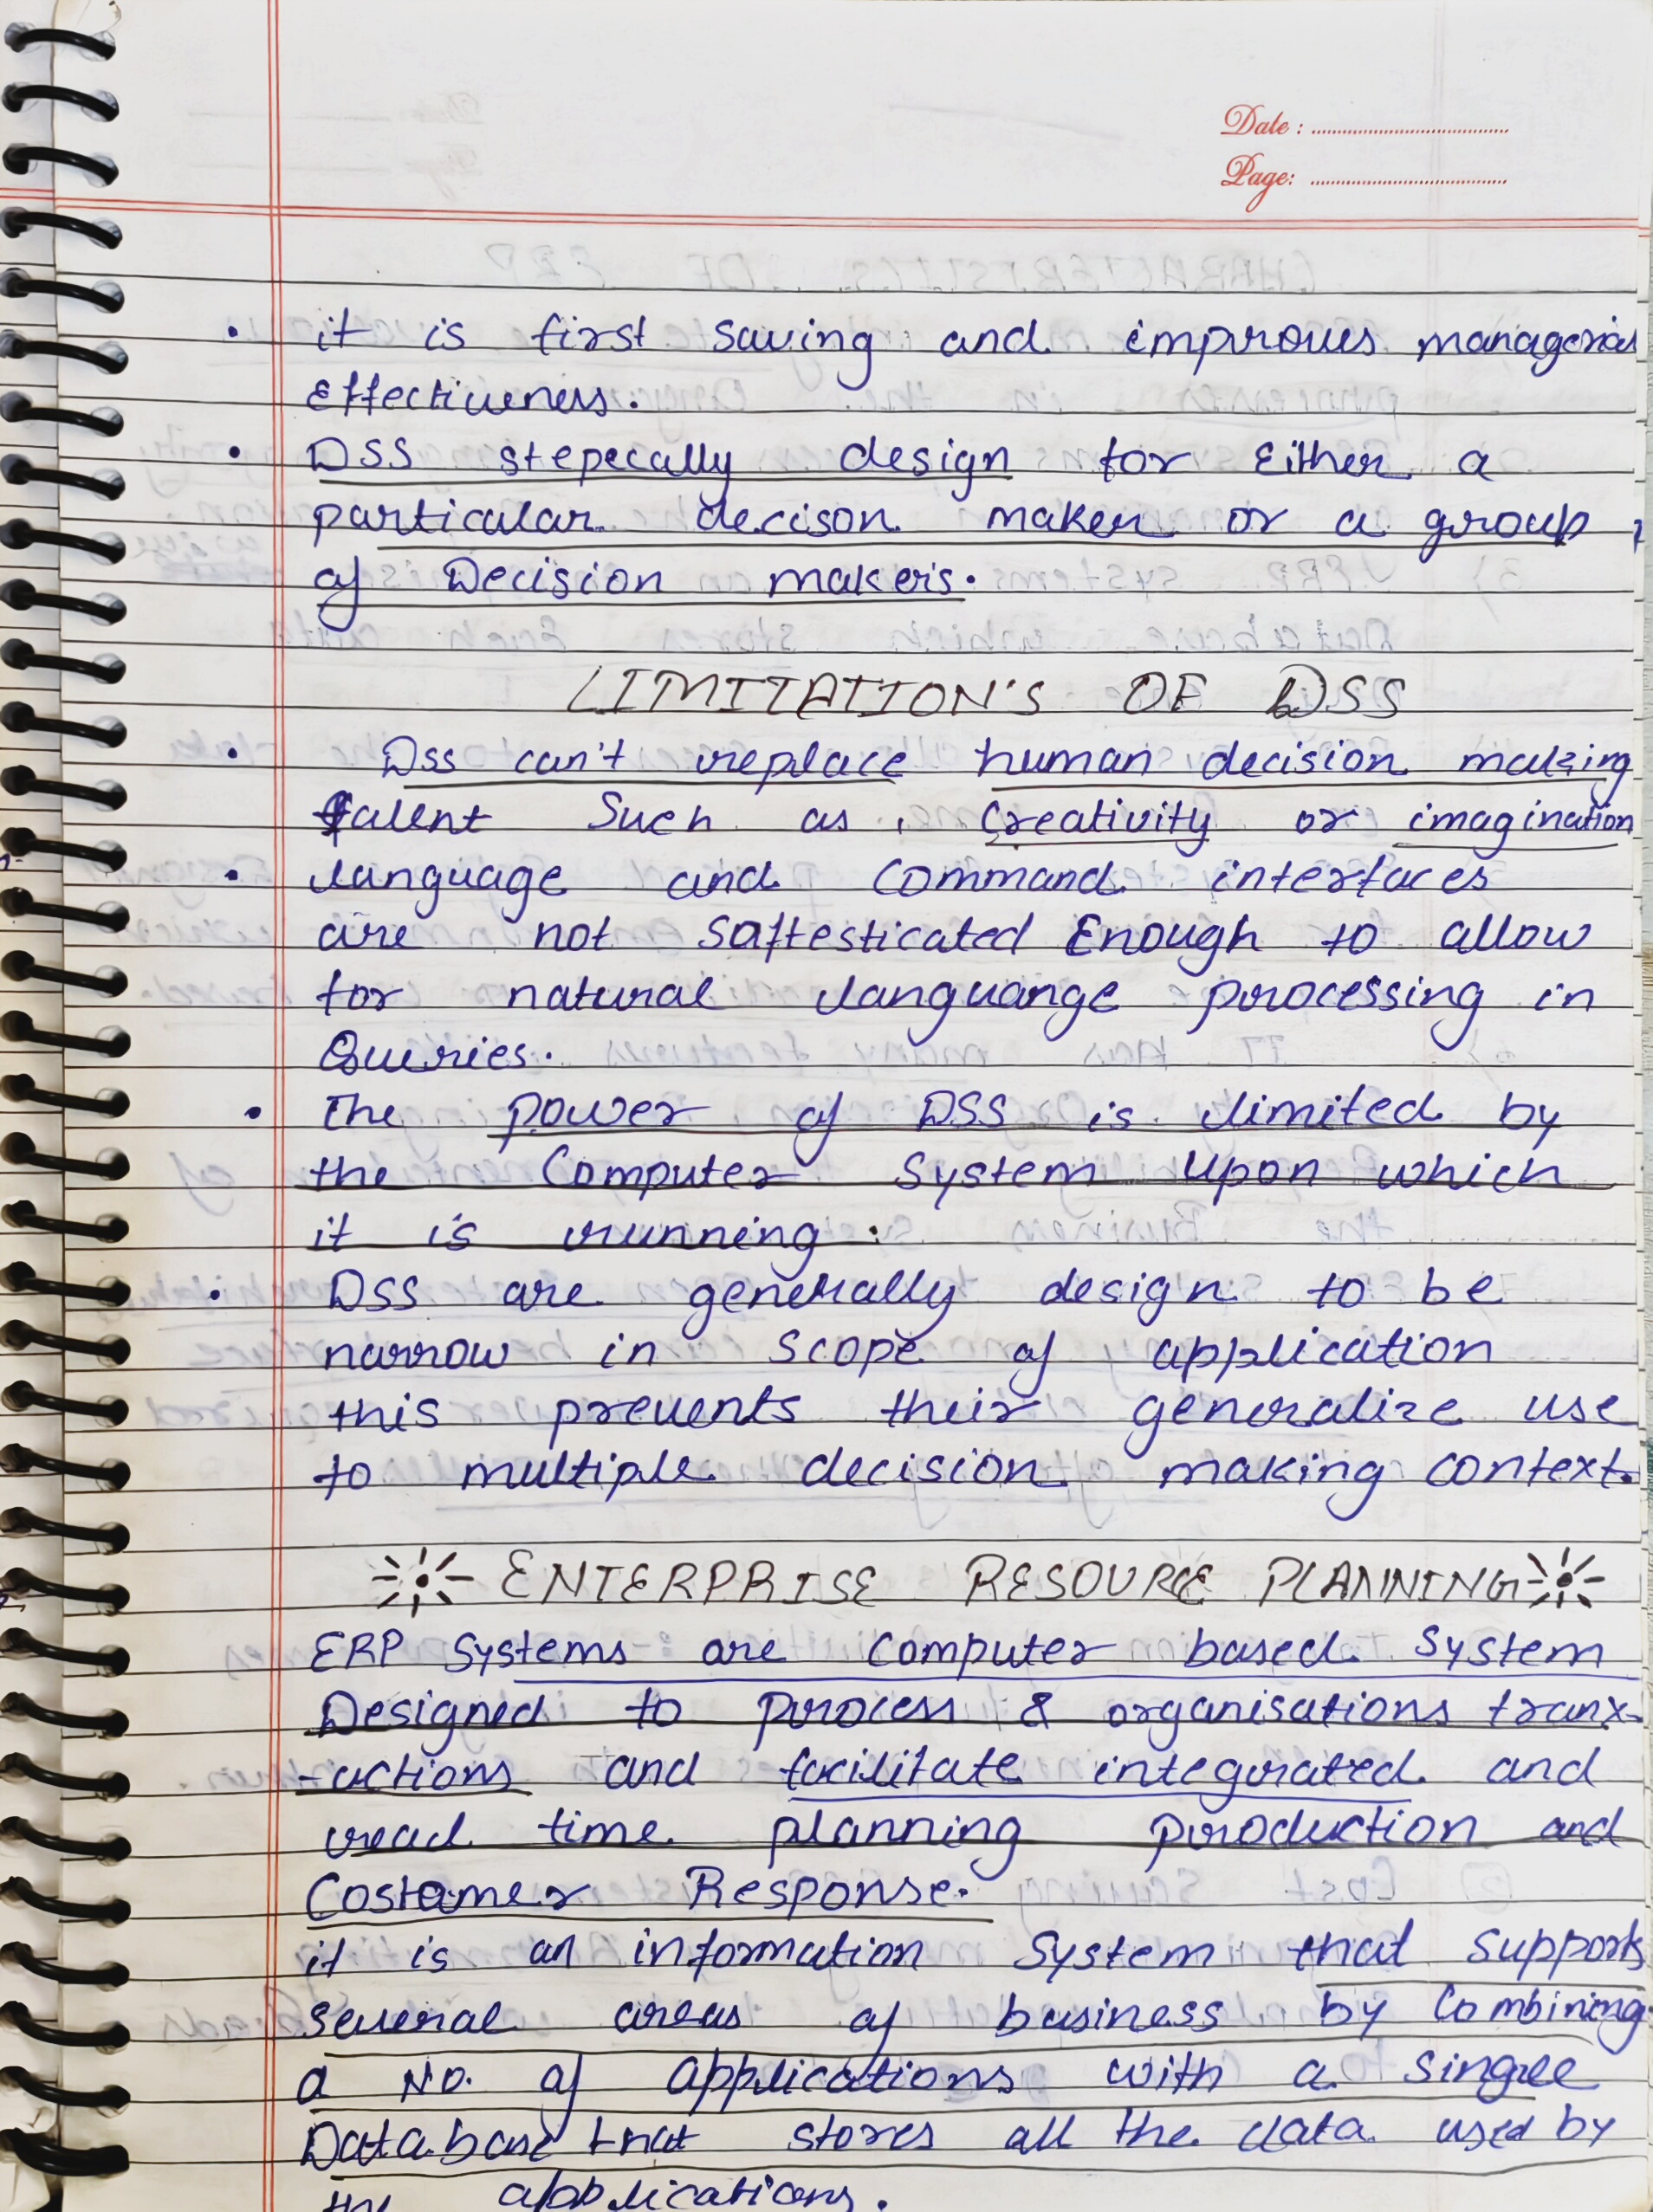 Date :
Page:
• it is first saving and improves managerial
Effectiveness.
• DSS stepecally design for Either a
particular decison maker or a group
of Decision makers.
LIMITATION'S OF DSS
• Dss can't replace human decision making
talent Such as, Creativity or imagination
• language and Command interfaces
are not Saftesticated Enough to allow
for natural languange processing in
Queries.
• The power of DSS is limited by
the Computer System Upon which
it is running.
• DSS are generally design to be
narrow in scope of application
this prevents their generalize use
to multiple decision making context.
ENTERPRISE RESOURCE PLANNING
ERP Systems are Computer based System
Designed to process & organisations tranx-
-actions and facilitate integrated and
real time planning production and
Costamer Response.
it is an information System that supports
several areas of business by Combining
a No. of applications with a single
Database that stores all the data used by
the applications.